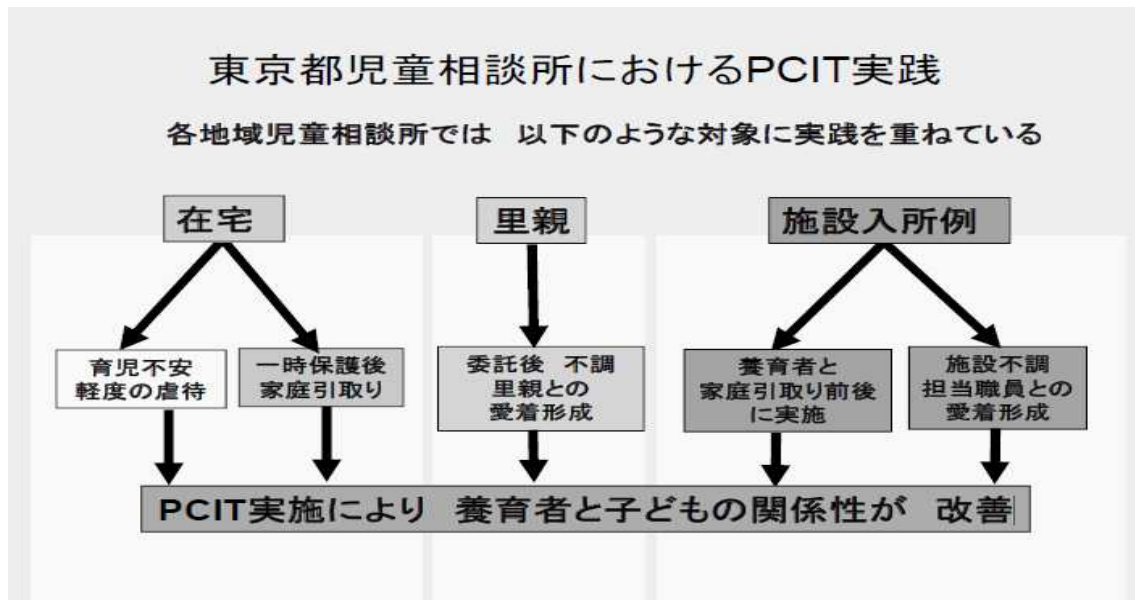 東京都児童相談所におけるPCIT実践
各地域児童相談所では 以下のような対象に実践を重ねている
在宅
里親
施設入所例
育児不安
軽度の虐待
一時保護後
家庭引取り
委託後 不調
里親との
愛着形成
養育者と
家庭引取り前後
に実施
施設不調
担当職員との
愛着形成
PCIT実施により 養育者と子どもの関係性が 改善